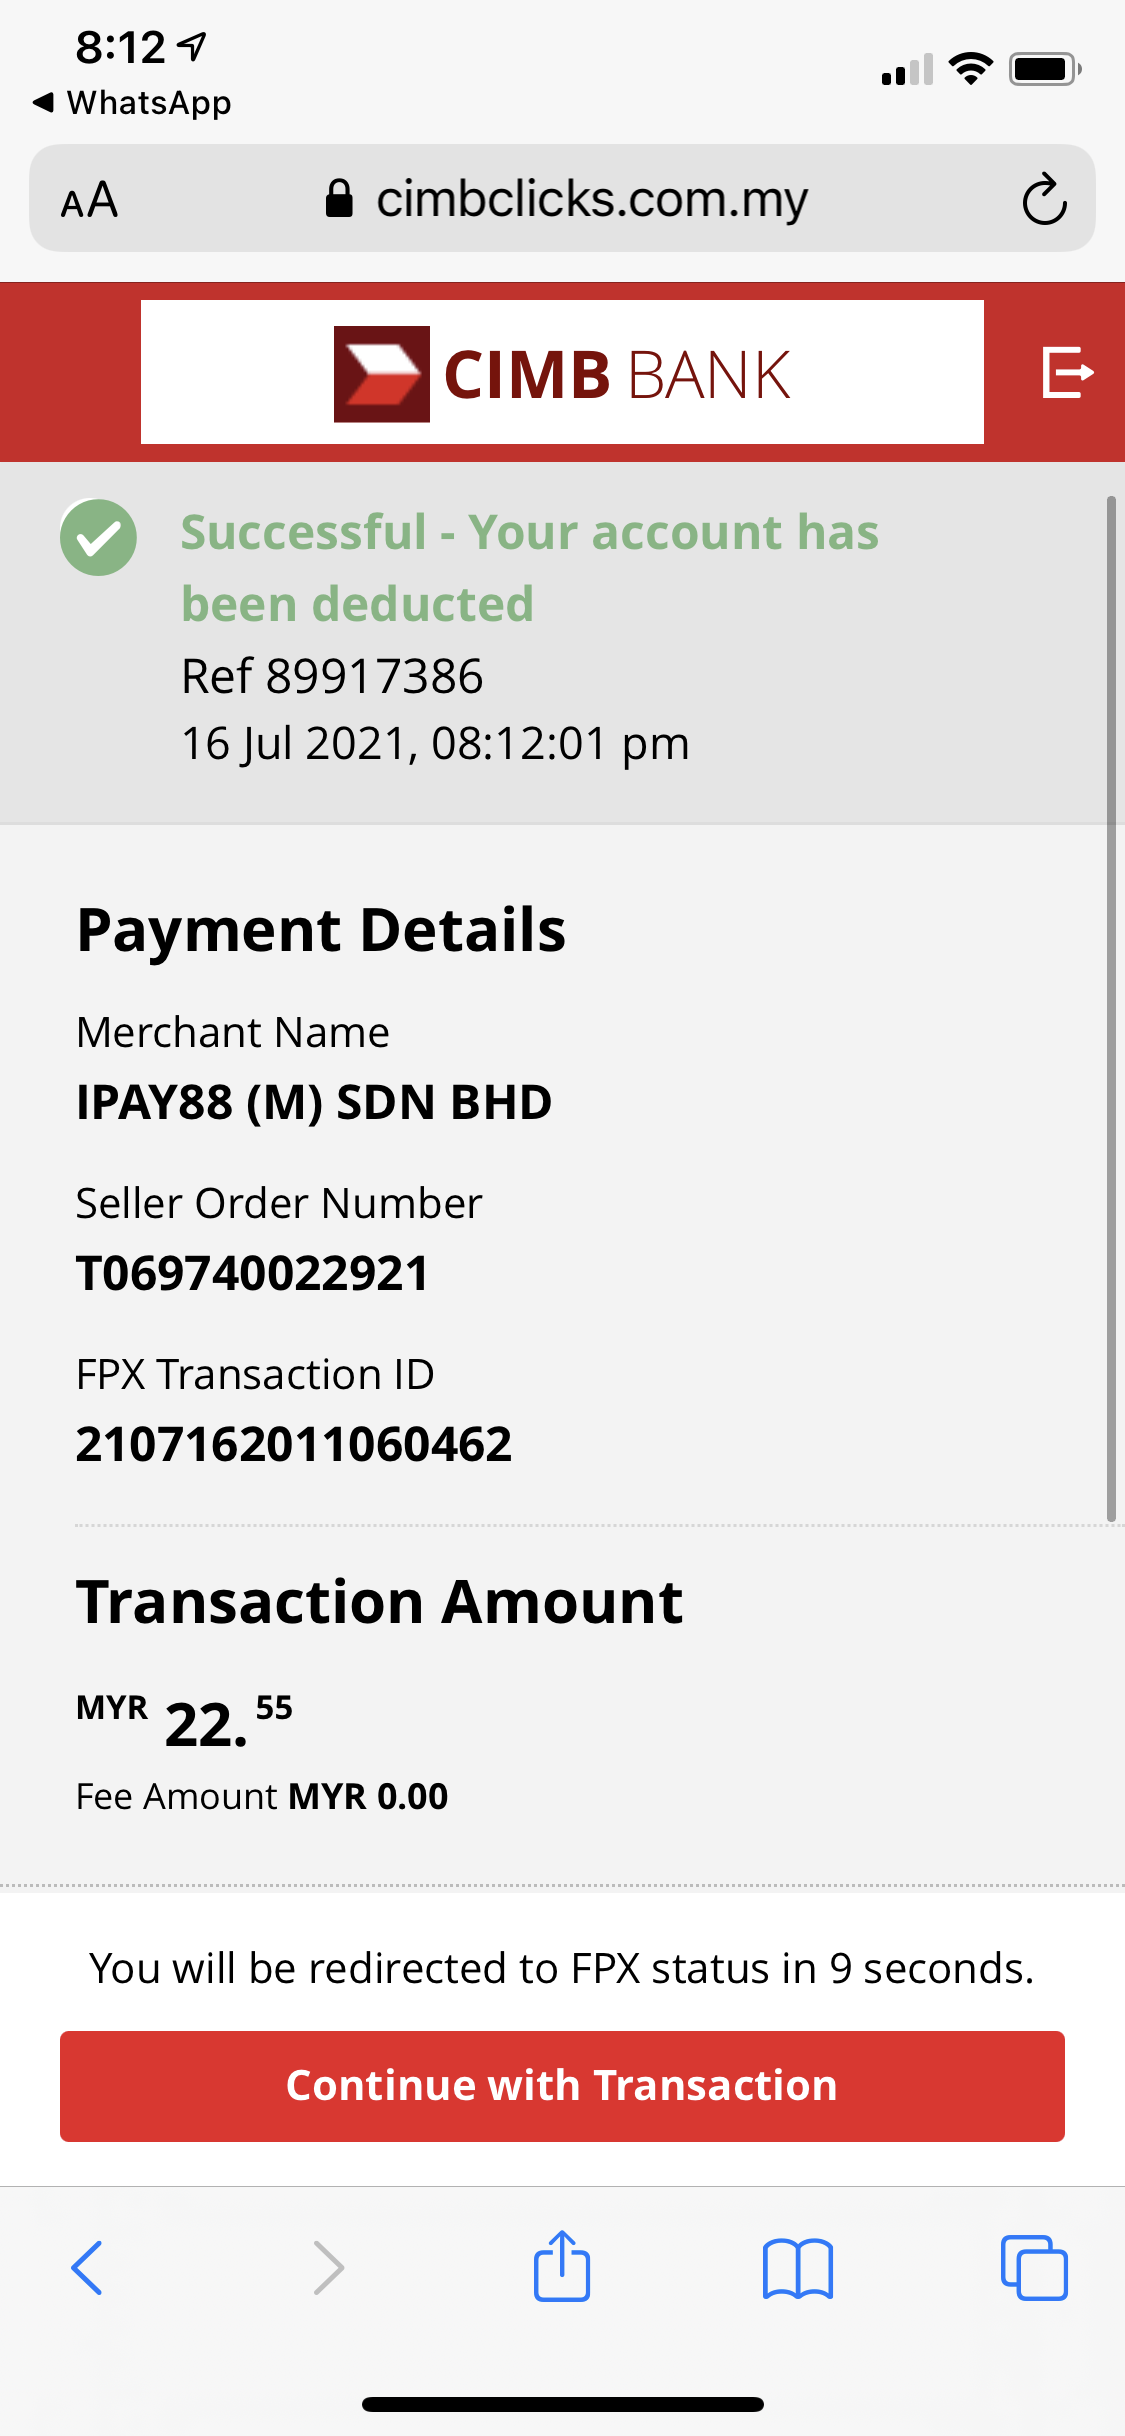 8:12
WhatsApp
AA
cimbclicks.com.my
CIMB BANK
Successful - Your account has
been deducted
Ref 89917386
16 Jul 2021, 08:12:01 pm
Payment Details
Merchant Name
IPAY88 (M) SDN BHD
Seller Order Number
T069740022921
FPX Transaction ID
2107162011060462
Transaction Amount
MYR 22.55
Fee Amount MYR 0.00
You will be redirected to FPX status in 9 seconds.
Continue with Transaction